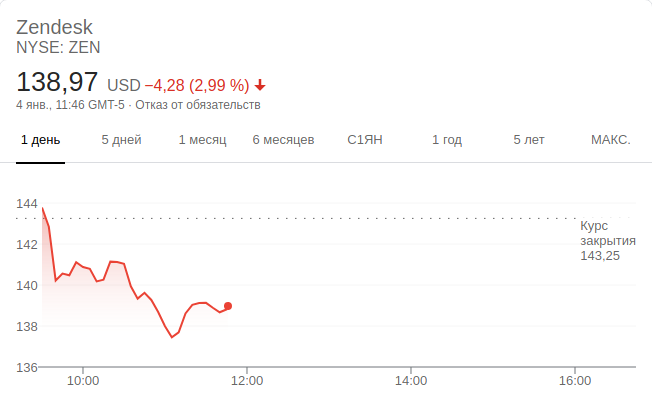 Zendesk
NYSE: ZEN
138,97 USD −4,28 (2,99 %)
4 янв., 11:46 GMT-5 · Отказ от обязательств
1 день 5 дней 1 месяц 6 месяцев С1ЯН 1 год 5 лет МАКС.
144
142
140
138
136
Курс
закрытия
143,25
10:00 12:00 14:00 16:00